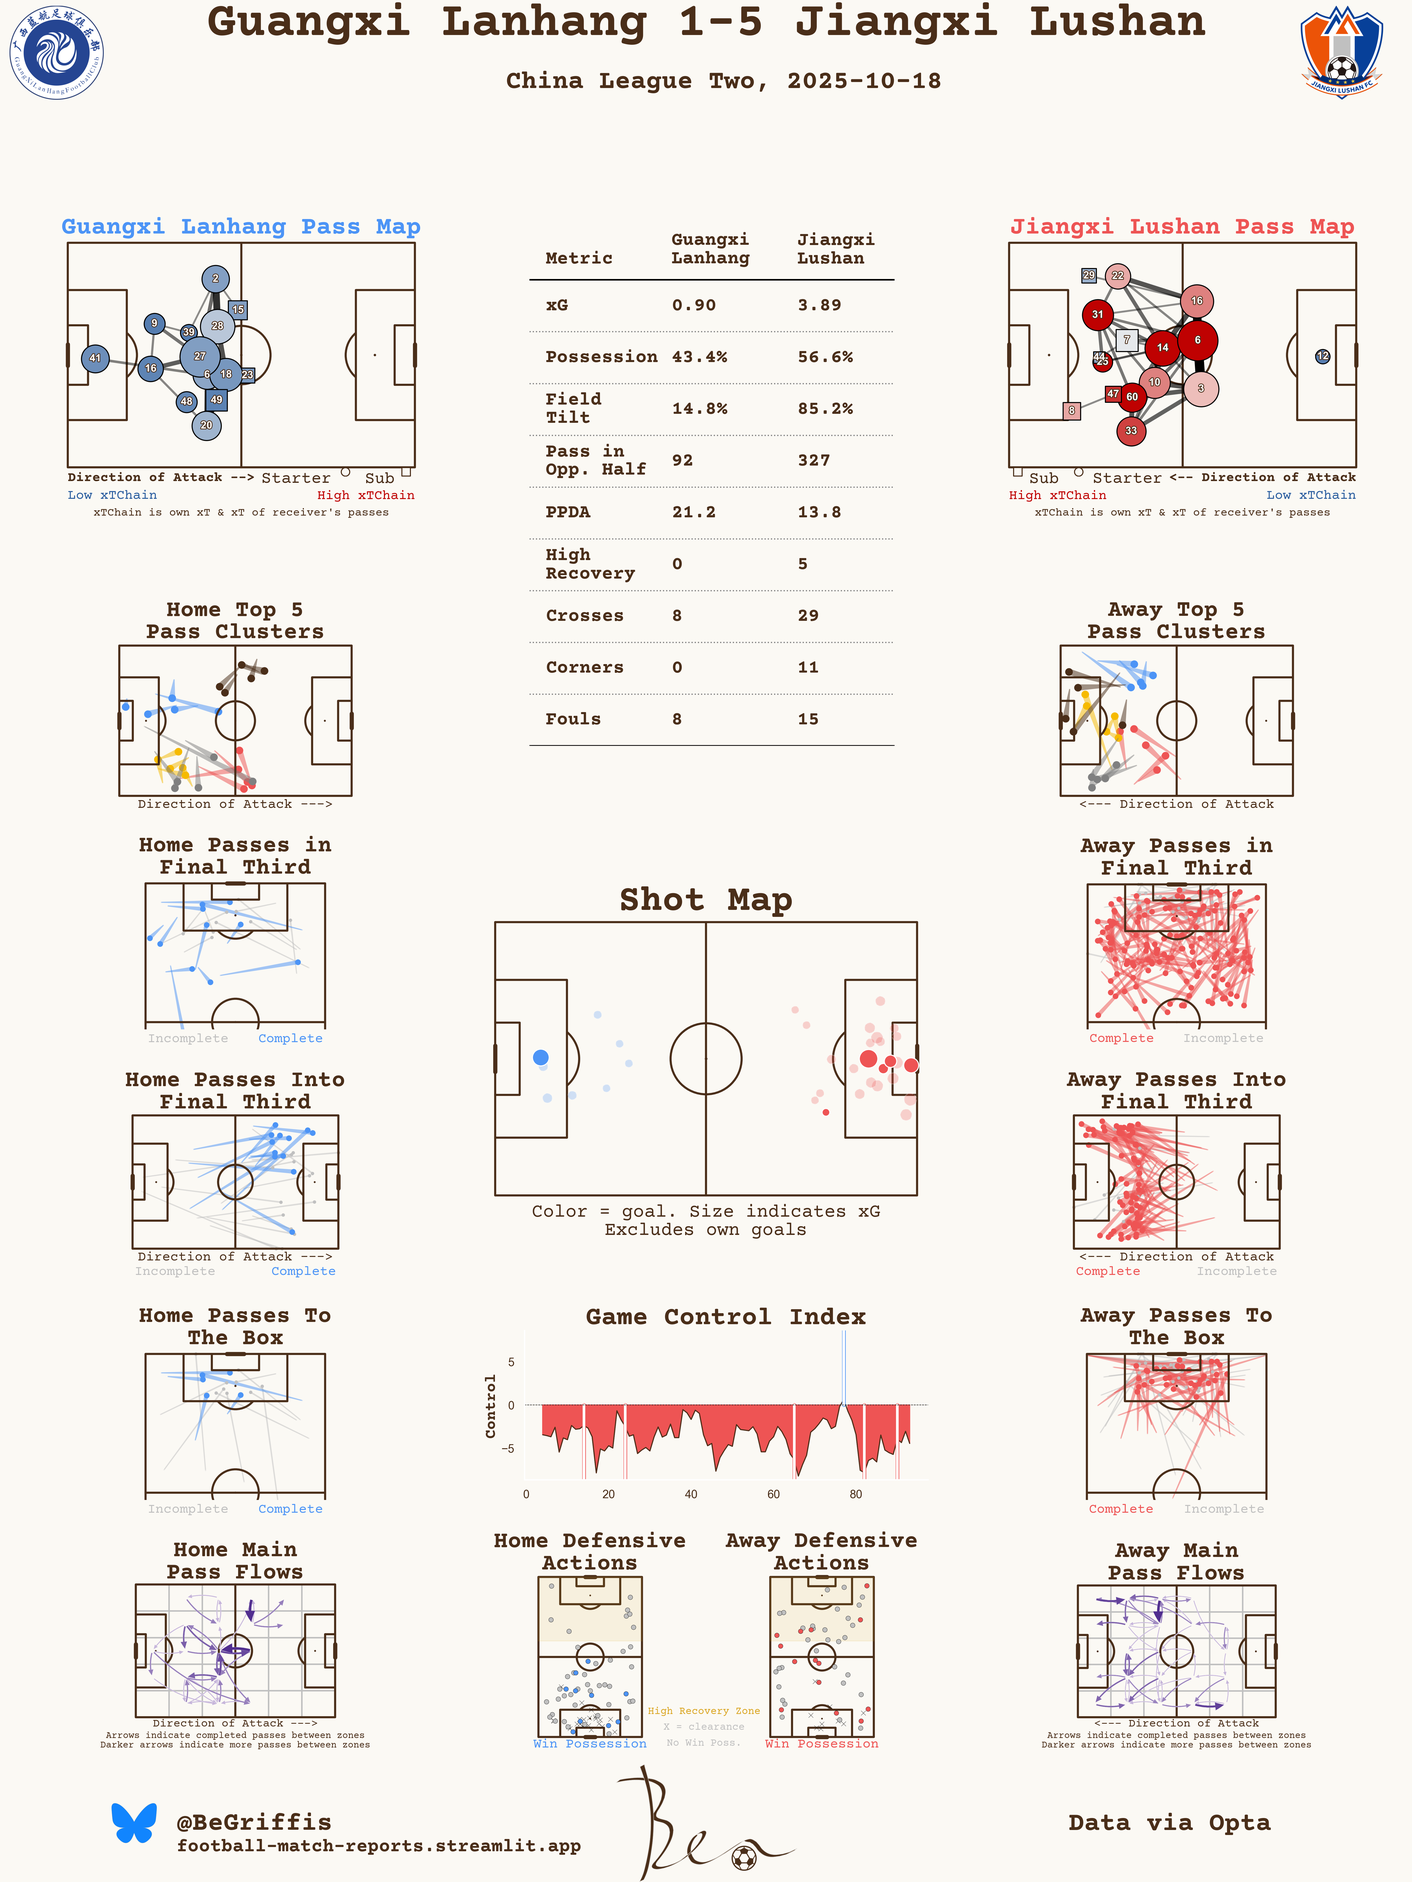 Guangxi Lanhang 1-5 Jiangxi Lushan
China League Two, 2025-10-18
广西蓝航足球俱乐部
GuangXiLanHangFootballClub
JIANGXI LUSHAN FC
Guangxi Lanhang Pass Map
2
15
28
9
39
41
16
27
6
18
23
48
49
20
Direction of Attack --> Starter Sub
Low xTChain High xTChain
xTChain is own xT & xT of receiver's passes
Metric Guangxi Lanhang Jiangxi Lushan
xG 0.90 3.89
Possession 43.4% 56.6%
Field Tilt 14.8% 85.2%
Pass in Opp. Half 92 327
PPDA 21.2 13.8
High Recovery 0 5
Crosses 8 29
Corners 0 11
Fouls 8 15
Jiangxi Lushan Pass Map
29
22
16
31
7
14
6
12
44
25
10
3
47
60
8
33
Sub Starter <-- Direction of Attack
High xTChain Low xTChain
xTChain is own xT & xT of receiver's passes
Home Top 5
Pass Clusters
Direction of Attack --->
Away Top 5
Pass Clusters
<--- Direction of Attack
Home Passes in
Final Third
Incomplete Complete
Shot Map
Color = goal. Size indicates xG
Excludes own goals
Away Passes in
Final Third
Complete Incomplete
Home Passes Into
Final Third
Direction of Attack --->
Incomplete Complete
Away Passes Into
Final Third
<--- Direction of Attack
Complete Incomplete
Home Passes To
The Box
Incomplete Complete
Game Control Index
Control
5
0
−5
0 20 40 60 80
Away Passes To
The Box
Complete Incomplete
Home Main
Pass Flows
Direction of Attack --->
Arrows indicate completed passes between zones
Darker arrows indicate more passes between zones
Home Defensive
Actions
Win Possession
High Recovery Zone
X = clearance
No Win Poss.
Away Defensive
Actions
Win Possession
Away Main
Pass Flows
<--- Direction of Attack
Arrows indicate completed passes between zones
Darker arrows indicate more passes between zones
@BeGriffis
football-match-reports.streamlit.app
Ben
Data via Opta